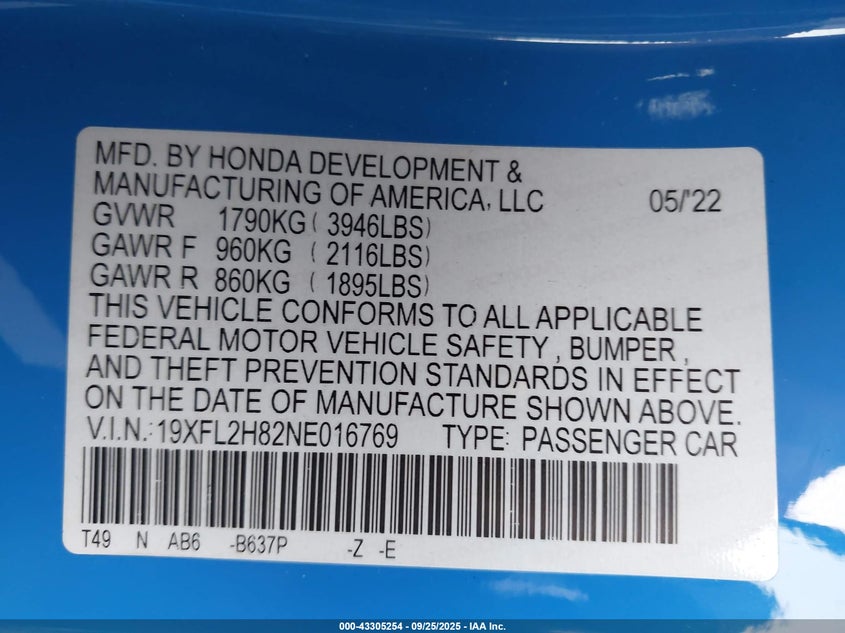 MFD. BY HONDA DEVELOPMENT &
MANUFACTURING OF AMERICA, LLC 05/'22
GVWR 1790KG ( 3946LBS)
GAWR F 960KG ( 2116LBS)
GAWR R 860KG ( 1895LBS)
THIS VEHICLE CONFORMS TO ALL APPLICABLE
FEDERAL MOTOR VEHICLE SAFETY , BUMPER ,
AND THEFT PREVENTION STANDARDS IN EFFECT
ON THE DATE OF MANUFACTURE SHOWN ABOVE.
V.I.N.: 19XFL2H82NE016769 TYPE: PASSENGER CAR
T49 N AB6 -B637P -Z -E
000-43305254 - 09/25/2025 - IAA Inc.